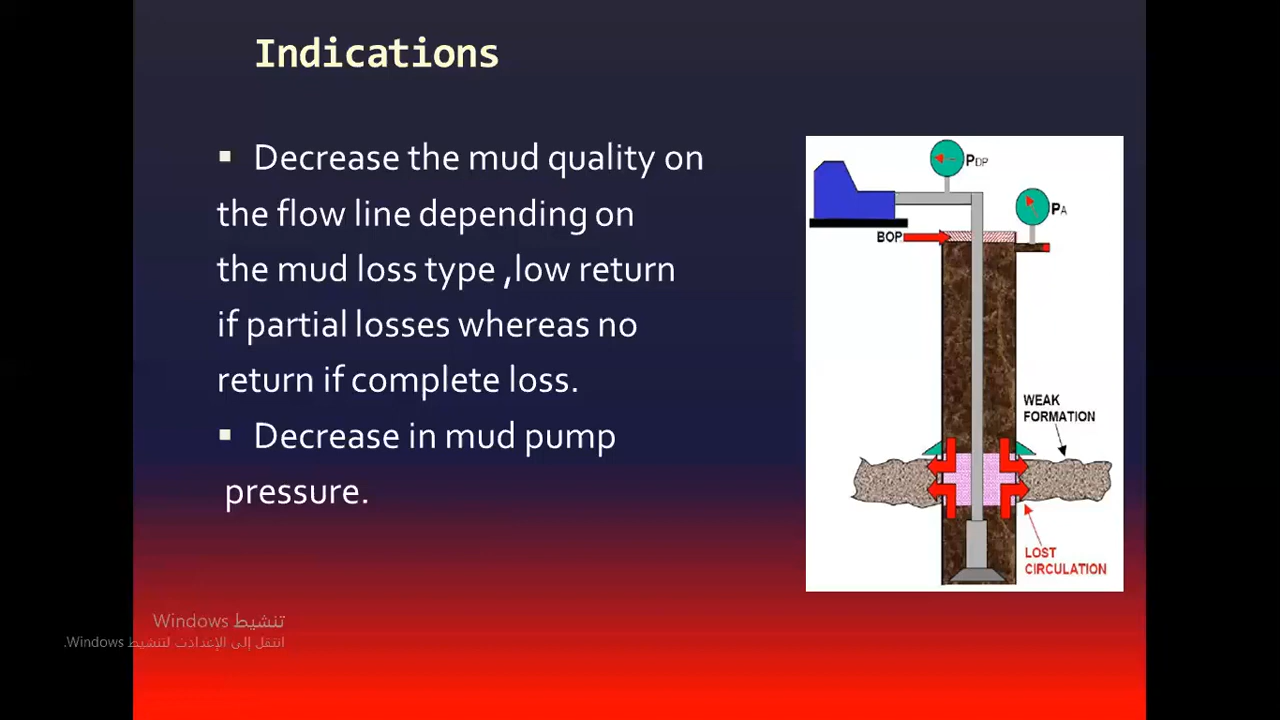 Indications
▪ Decrease the mud quality on
the flow line depending on
the mud loss type ,low return
if partial losses whereas no
return if complete loss.
▪ Decrease in mud pump
pressure.
PDP
PA
BOP
WEAK
FORMATION
LOST
CIRCULATION
تنشيط Windows
انتقل إلى الإعدادت لتنشيط Windows.